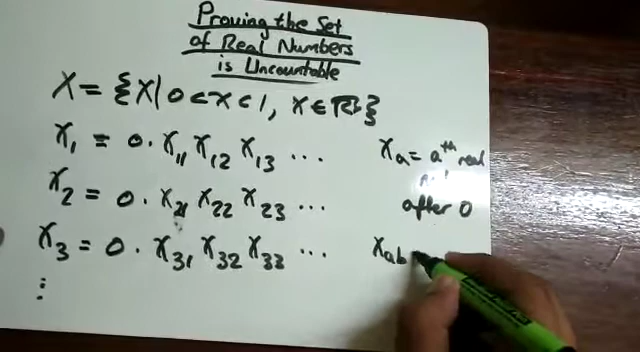 Proving the Set
of Real Numbers
is Uncountable
X = {x | 0 < x < 1, x ∈ ℝ}
x₁ = 0 . x₁₁ x₁₂ x₁₃ ...
x₂ = 0 . x₂₁ x₂₂ x₂₃ ...
x₃ = 0 . x₃₁ x₃₂ x₃₃ ...
⋮
xₐ = aᵗʰ real
after 0
x_ab